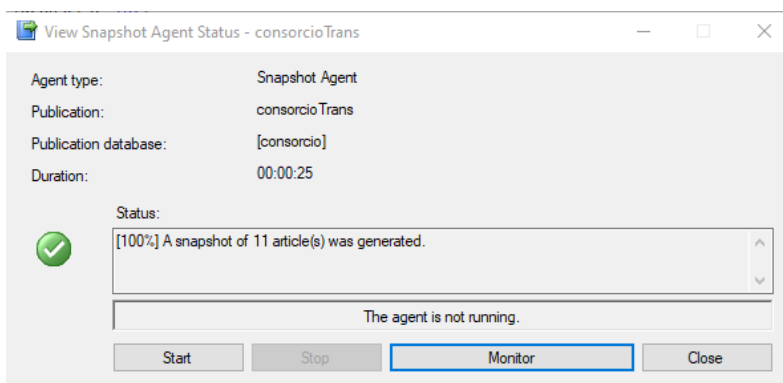 View Snapshot Agent Status - consorcioTrans
Agent type: Snapshot Agent
Publication: consorcioTrans
Publication database: [consorcio]
Duration: 00:00:25
Status:
[100%] A snapshot of 11 article(s) was generated.
The agent is not running.
Start Stop Monitor Close